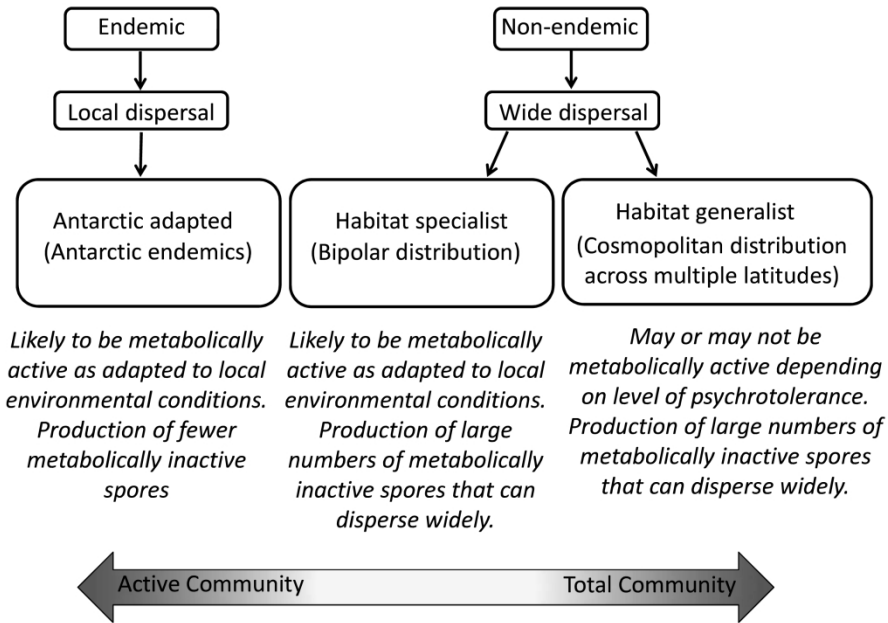 Endemic
Non-endemic
Local dispersal
Wide dispersal
Antarctic adapted
(Antarctic endemics)
Habitat specialist
(Bipolar distribution)
Habitat generalist
(Cosmopolitan distribution
across multiple latitudes)
Likely to be metabolically
active as adapted to local
environmental conditions.
Production of fewer
metabolically inactive
spores
Likely to be metabolically
active as adapted to local
environmental conditions.
Production of large
numbers of metabolically
inactive spores that can
disperse widely.
May or may not be
metabolically active depending
on level of psychrotolerance.
Production of large numbers of
metabolically inactive spores
that can disperse widely.
Active Community
Total Community